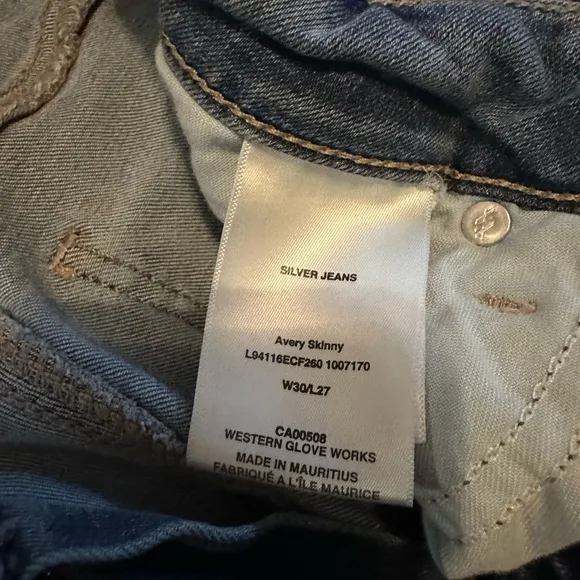 SILVER JEANS
Avery Skinny
L94116ECF260 1007170
W30/L27
CA00508
WESTERN GLOVE WORKS
MADE IN MAURITIUS
FABRIQUÉ A L'ÎLE MAURICE